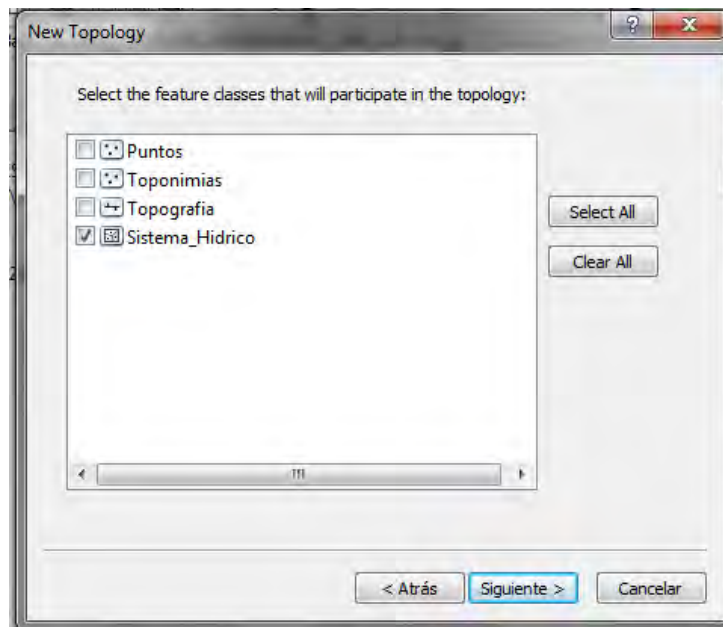 New Topology
Select the feature classes that will participate in the topology:
Puntos
Toponimias
Topografia
Sistema_Hidrico
Select All
Clear All
< Atrás
Siguiente >
Cancelar